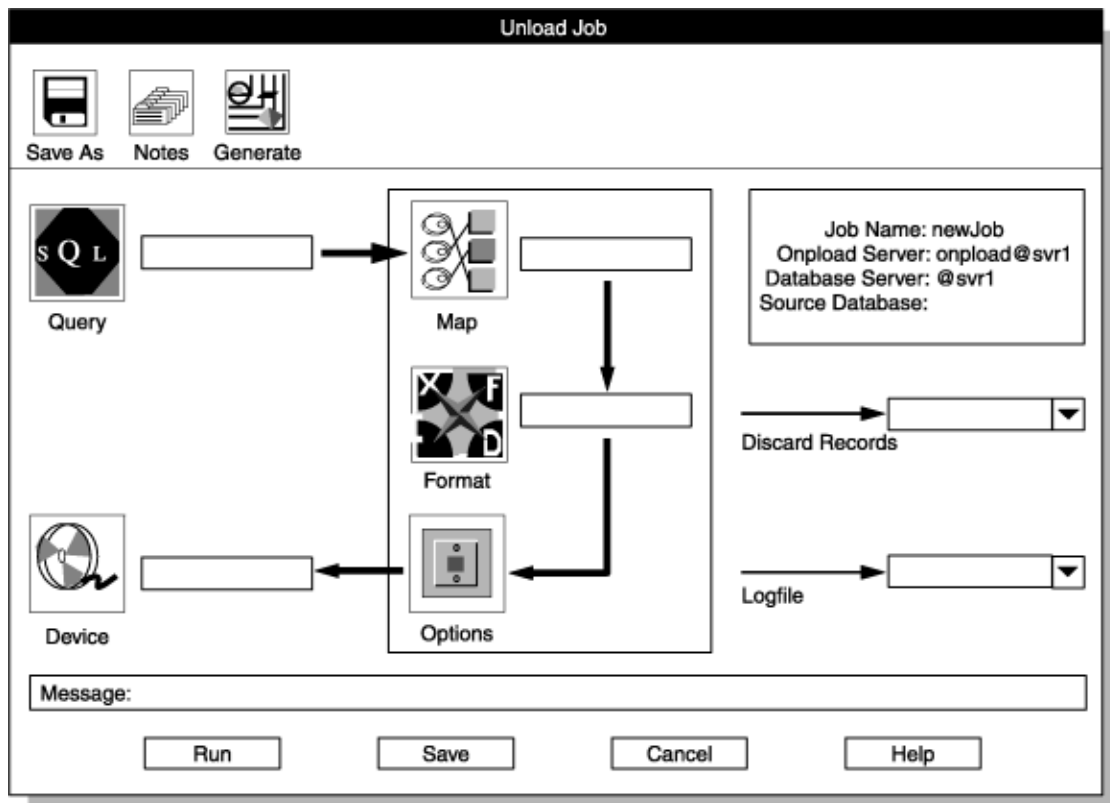 Unload Job
Save As
Notes
Generate
SQL
Query
Map
Job Name: newJob
Onpload Server: onpload@svr1
Database Server: @svr1
Source Database:
X F
D
Format
Discard Records
Device
Options
Logfile
Message:
Run
Save
Cancel
Help